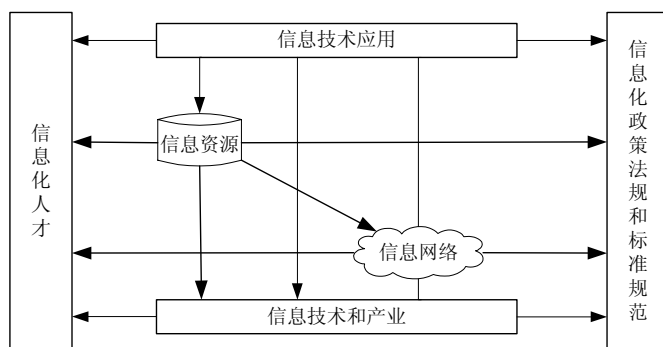 信息技术应用
信息化人才
信息资源
信息网络
信息技术和产业
信息化政策法规和标准规范